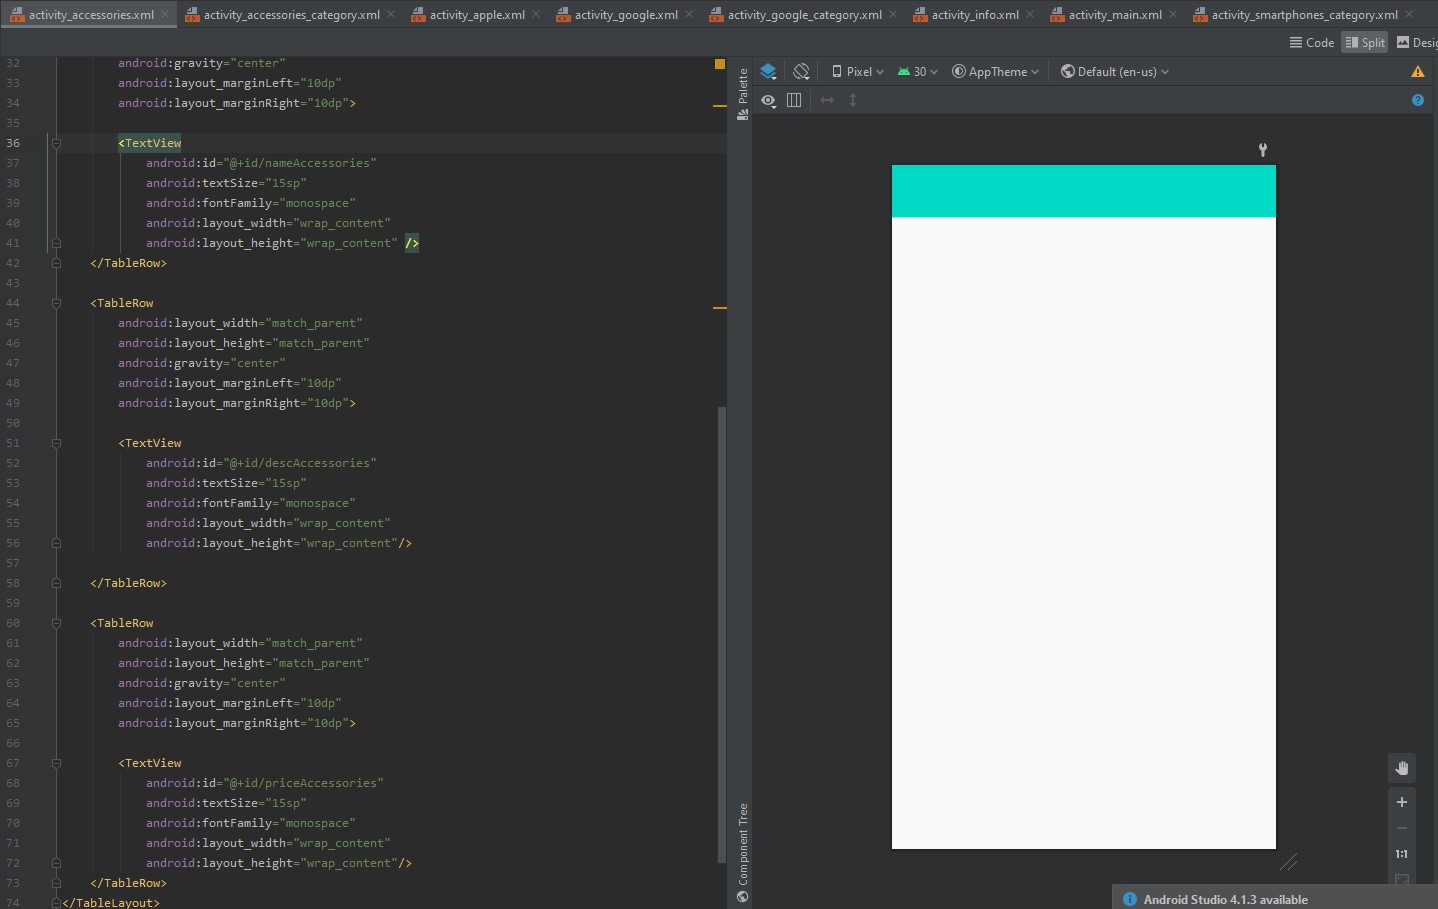 activity_accessories.xml activity_accessories_category.xml activity_apple.xml activity_google.xml activity_google_category.xml activity_info.xml activity_main.xml activity_smartphones_category.xml
Code Split
Pixel 30 AppTheme Default (en-us)
Palette
32 android:gravity="center"
33 android:layout_marginLeft="10dp"
34 android:layout_marginRight="10dp">
35
36 <TextView
37 android:id="@+id/nameAccessories"
38 android:textSize="15sp"
39 android:fontFamily="monospace"
40 android:layout_width="wrap_content"
41 android:layout_height="wrap_content" />
42 </TableRow>
43
44 <TableRow
45 android:layout_width="match_parent"
46 android:layout_height="match_parent"
47 android:gravity="center"
48 android:layout_marginLeft="10dp"
49 android:layout_marginRight="10dp">
50
51 <TextView
52 android:id="@+id/descAccessories"
53 android:textSize="15sp"
54 android:fontFamily="monospace"
55 android:layout_width="wrap_content"
56 android:layout_height="wrap_content"/>
57
58 </TableRow>
59
60 <TableRow
61 android:layout_width="match_parent"
62 android:layout_height="match_parent"
63 android:gravity="center"
64 android:layout_marginLeft="10dp"
65 android:layout_marginRight="10dp">
66
67 <TextView
68 android:id="@+id/priceAccessories"
69 android:textSize="15sp"
70 android:fontFamily="monospace"
71 android:layout_width="wrap_content"
72 android:layout_height="wrap_content"/>
73 </TableRow>
74 </TableLayout>
Component Tree
1:1
Android Studio 4.1.3 available